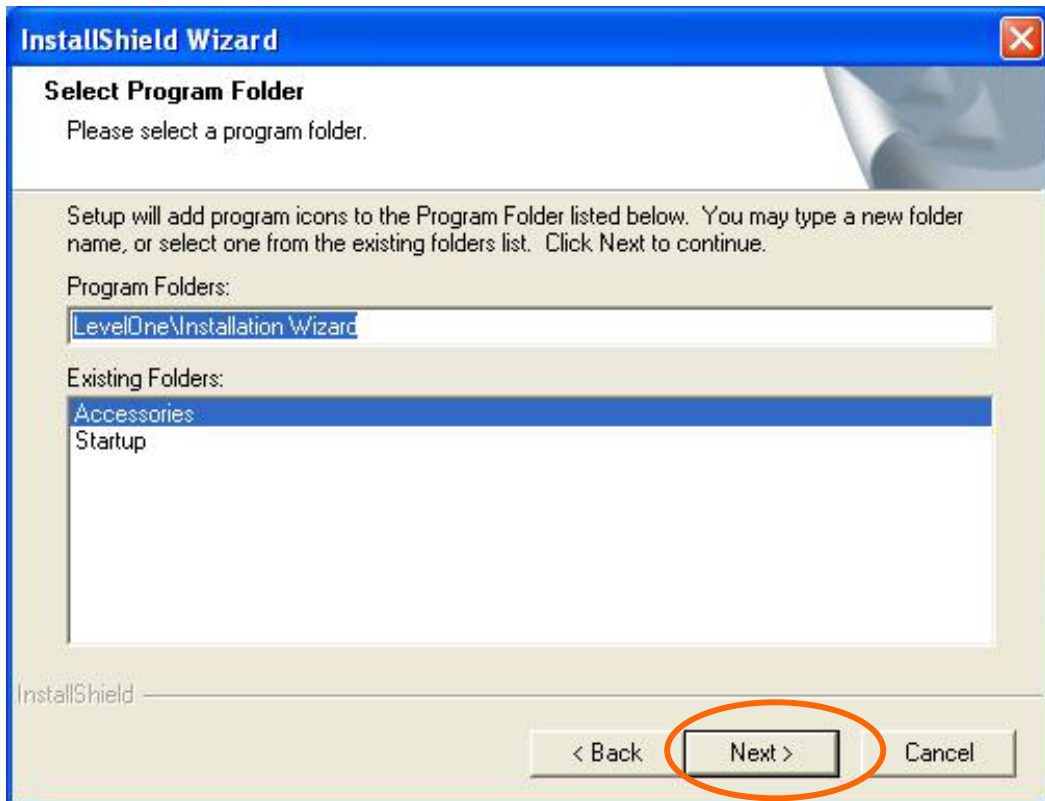 InstallShield Wizard
Select Program Folder
Please select a program folder.
Setup will add program icons to the Program Folder listed below.  You may type a new folder
name, or select one from the existing folders list.  Click Next to continue.
Program Folders:
LevelOne\Installation Wizard
Existing Folders:
Accessories
Startup
InstallShield
< Back
Next >
Cancel